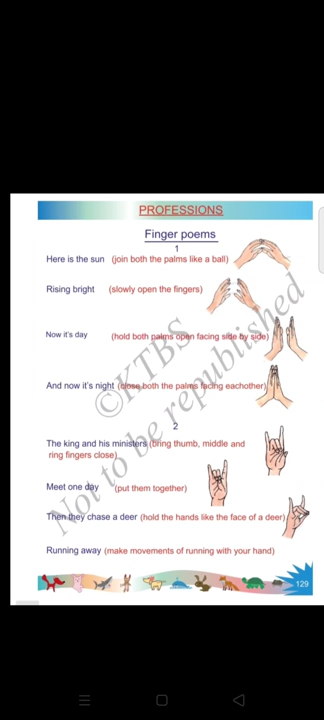 PROFESSIONS
Finger poems
1
Here is the sun (join both the palms like a ball)
Rising bright (slowly open the fingers)
Now it's day (hold both palms open facing side by side)
And now it's night (close both the palms facing eachother)
2
The king and his ministers (bring thumb, middle and
ring fingers close)
Meet one day (put them together)
Then they chase a deer (hold the hands like the face of a deer)
Running away (make movements of running with your hand)
129
©KTBS
Not to be republished